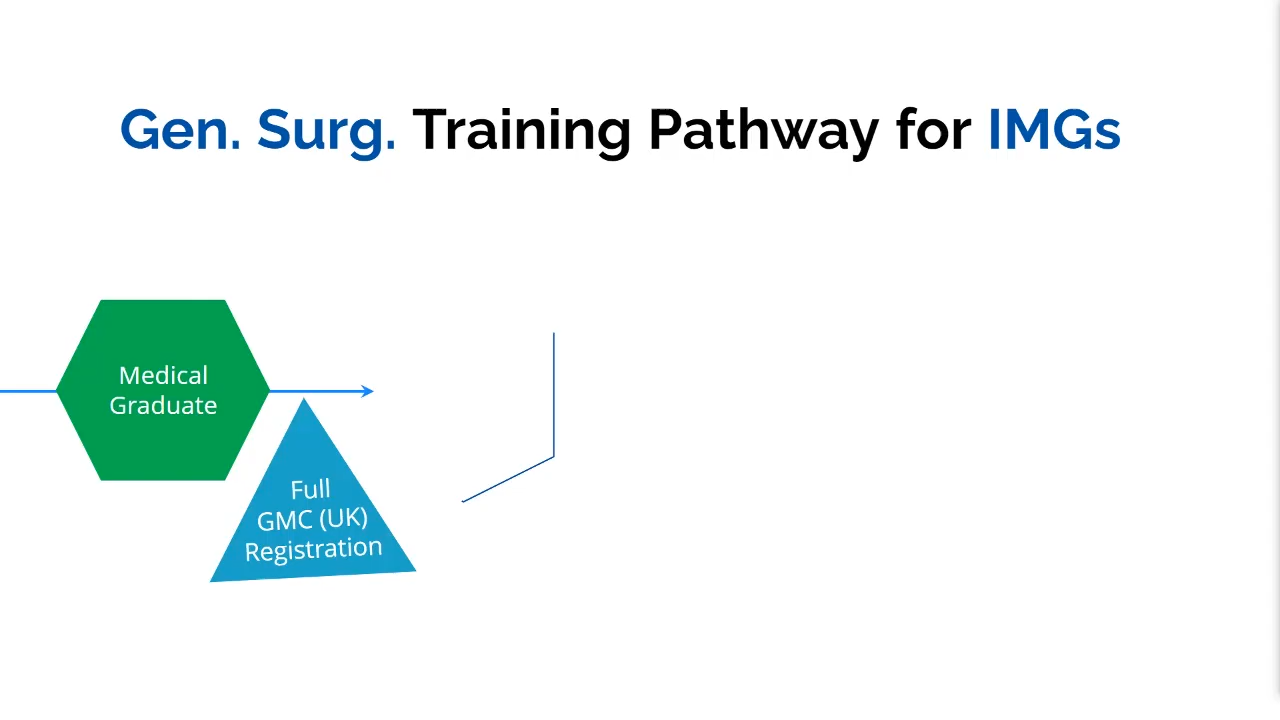 Gen. Surg. Training Pathway for IMGs
Medical
Graduate
Full
GMC (UK)
Registration